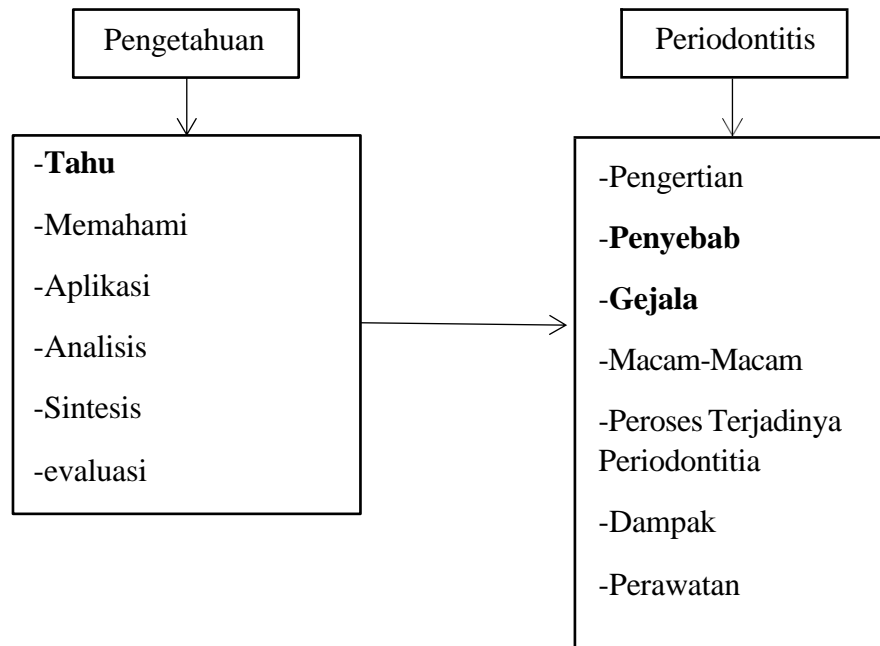 Pengetahuan
-Tahu
-Memahami
-Aplikasi
-Analisis
-Sintesis
-evaluasi
Periodontitis
-Pengertian
-Penyebab
-Gejala
-Macam-Macam
-Peroses Terjadinya
Periodontitia
-Dampak
-Perawatan